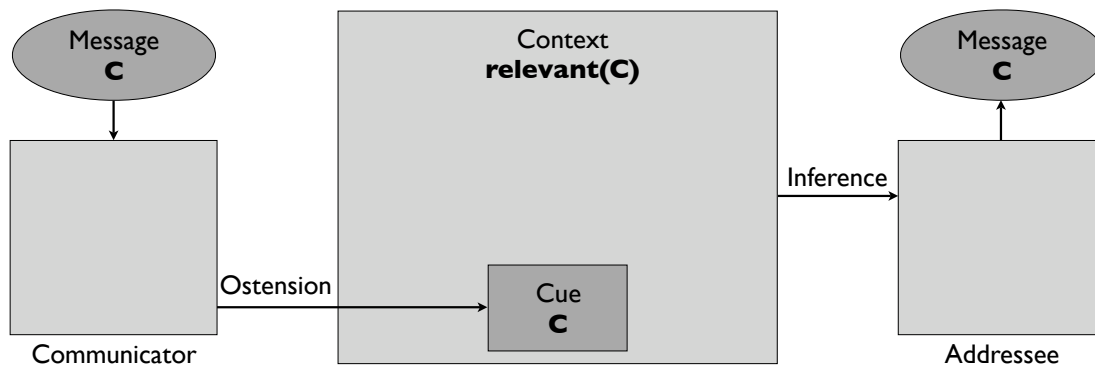 Message
C
Context
relevant(C)
Message
C
Inference
Ostension
Cue
C
Communicator
Addressee